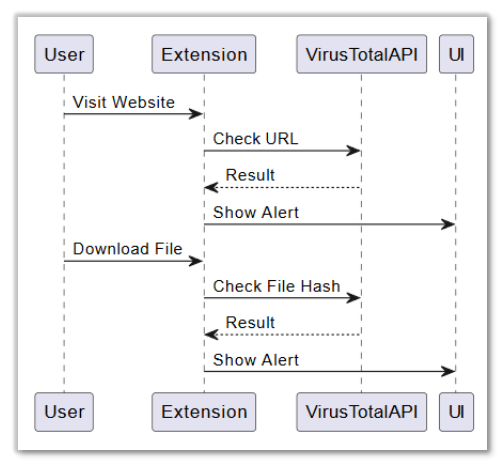 User Extension VirusTotalAPI UI
Visit Website
Check URL
Result
Show Alert
Download File
Check File Hash
Result
Show Alert
User Extension VirusTotalAPI UI